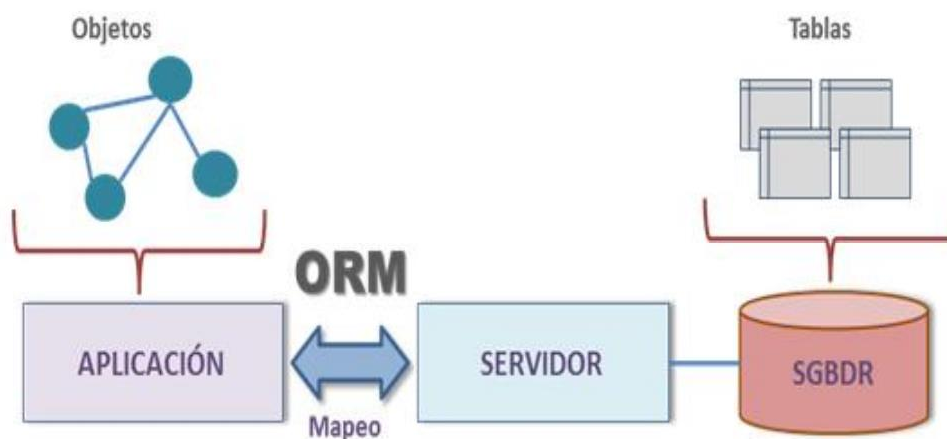 Objetos
Tablas
ORM
APLICACIÓN
SERVIDOR
SGBDR
Mapeo